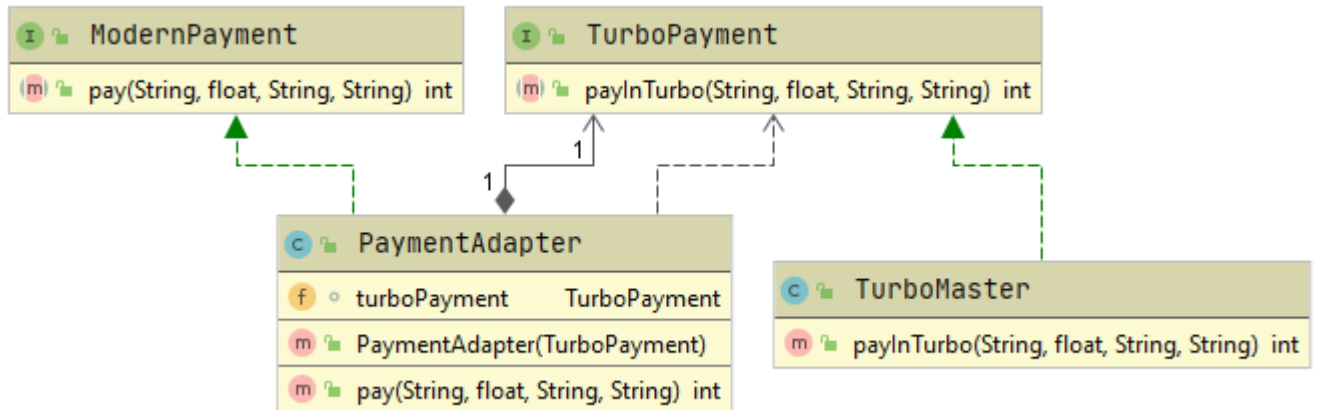 I ModernPayment
m pay(String, float, String, String) int
I TurboPayment
m payInTurbo(String, float, String, String) int
1
1
C PaymentAdapter
f turboPayment TurboPayment
m PaymentAdapter(TurboPayment)
m pay(String, float, String, String) int
C TurboMaster
m payInTurbo(String, float, String, String) int